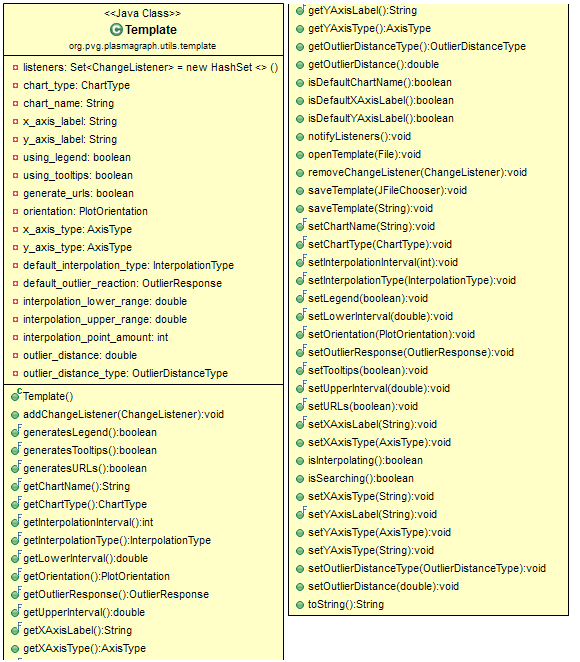 <<Java Class>>
Template
org.pvg.plasmagraph.utils.template
listeners: Set<ChangeListener> = new HashSet <> ()
chart_type: ChartType
chart_name: String
x_axis_label: String
y_axis_label: String
using_legend: boolean
using_tooltips: boolean
generate_urls: boolean
orientation: PlotOrientation
x_axis_type: AxisType
y_axis_type: AxisType
default_interpolation_type: InterpolationType
default_outlier_reaction: OutlierResponse
interpolation_lower_range: double
interpolation_upper_range: double
interpolation_point_amount: int
outlier_distance: double
outlier_distance_type: OutlierDistanceType
Template()
addChangeListener(ChangeListener):void
generatesLegend():boolean
generatesTooltips():boolean
generatesURLs():boolean
getChartName():String
getChartType():ChartType
getInterpolationInterval():int
getInterpolationType():InterpolationType
getLowerInterval():double
getOrientation():PlotOrientation
getOutlierResponse():OutlierResponse
getUpperInterval():double
getXAxisLabel():String
getXAxisType():AxisType
getYAxisLabel():String
getYAxisType():AxisType
getOutlierDistanceType():OutlierDistanceType
getOutlierDistance():double
isDefaultChartName():boolean
isDefaultXAxisLabel():boolean
isDefaultYAxisLabel():boolean
notifyListeners():void
openTemplate(File):void
removeChangeListener(ChangeListener):void
saveTemplate(JFileChooser):void
saveTemplate(String):void
setChartName(String):void
setChartType(ChartType):void
setInterpolationInterval(int):void
setInterpolationType(InterpolationType):void
setLegend(boolean):void
setLowerInterval(double):void
setOrientation(PlotOrientation):void
setOutlierResponse(OutlierResponse):void
setTooltips(boolean):void
setUpperInterval(double):void
setURLs(boolean):void
setXAxisLabel(String):void
setXAxisType(AxisType):void
isInterpolating():boolean
isSearching():boolean
setXAxisType(String):void
setYAxisLabel(String):void
setYAxisType(AxisType):void
setYAxisType(String):void
setOutlierDistanceType(OutlierDistanceType):void
setOutlierDistance(double):void
toString():String